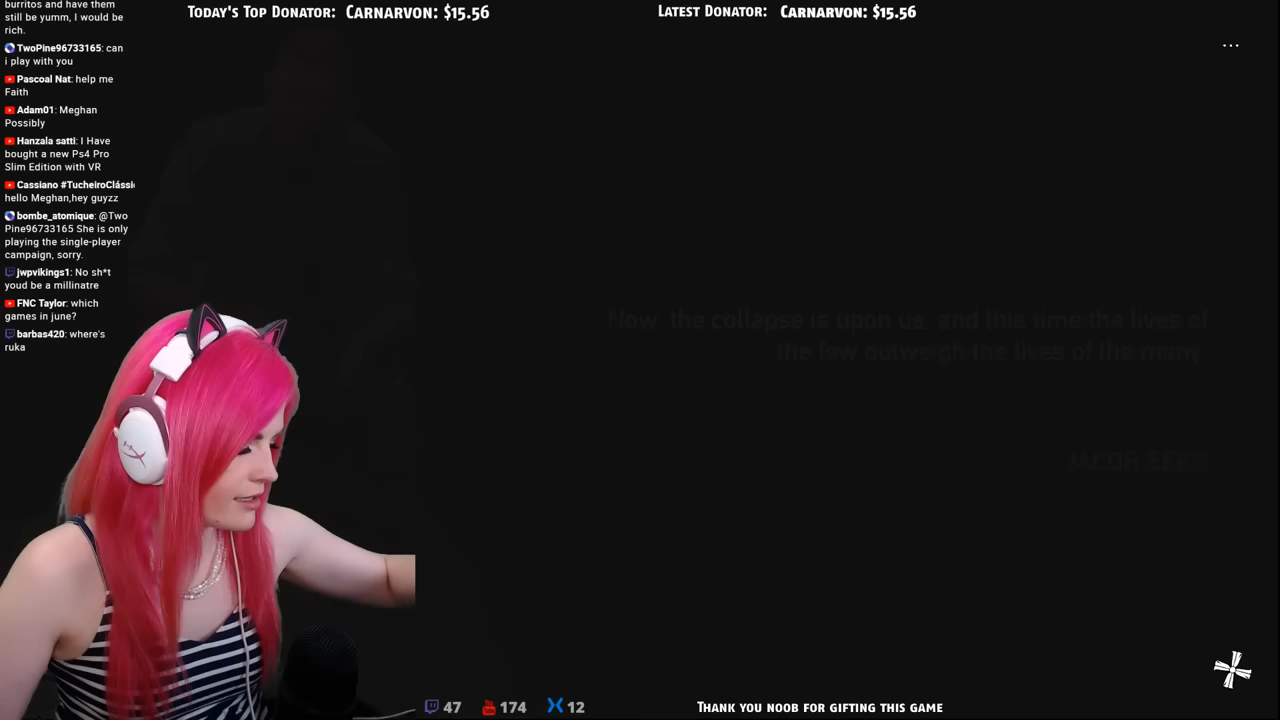 Today's Top Donator: Carnarvon: $15.56
Latest Donator: Carnarvon: $15.56
burritos and have them
still be yumm, I would be
rich.
TwoPine96733165: can
i play with you
Pascoal Nat: help me
Faith
Adam01: Meghan
Possibly
Hanzala satti: I Have
bought a new Ps4 Pro
Slim Edition with VR
Cassiano #TucheiroClássi
hello Meghan,hey guyzz
bombe_atomique: @Two
Pine96733165 She is only
playing the single-player
campaign, sorry.
jwpvikings1: No sh*t
youd be a millinatre
FNC Taylor: which
games in june?
barbas420: where's
ruka
Now, the collapse is upon us, and this time the lives of
the few outweigh the lives of the many.
JACOB SEED
47 174 12
Thank you noob for gifting this game